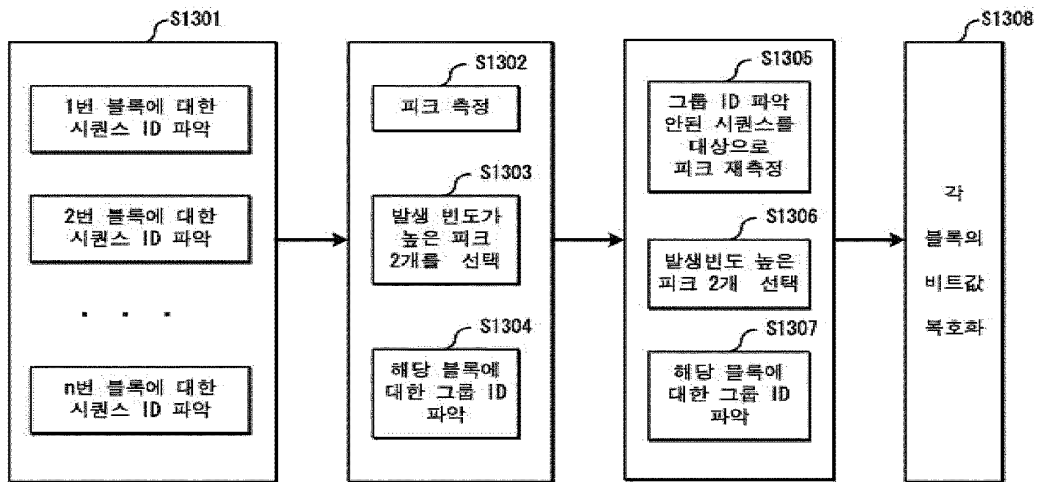 S1301
1번 블록에 대한
시퀀스 ID 파악
2번 블록에 대한
시퀀스 ID 파악
. . .
n번 블록에 대한
시퀀스 ID 파악
S1302
피크 측정
S1303
발생 빈도가
높은 피크
2개를 선택
S1304
해당 블록에
대한 그룹 ID
파악
S1305
그룹 ID 파악
안된 시퀀스를
대상으로
피크 재측정
S1306
발생빈도 높은
피크 2개 선택
S1307
해당 블록에
대한 그룹 ID
파악
S1308
각
블록의
비트값
복호화